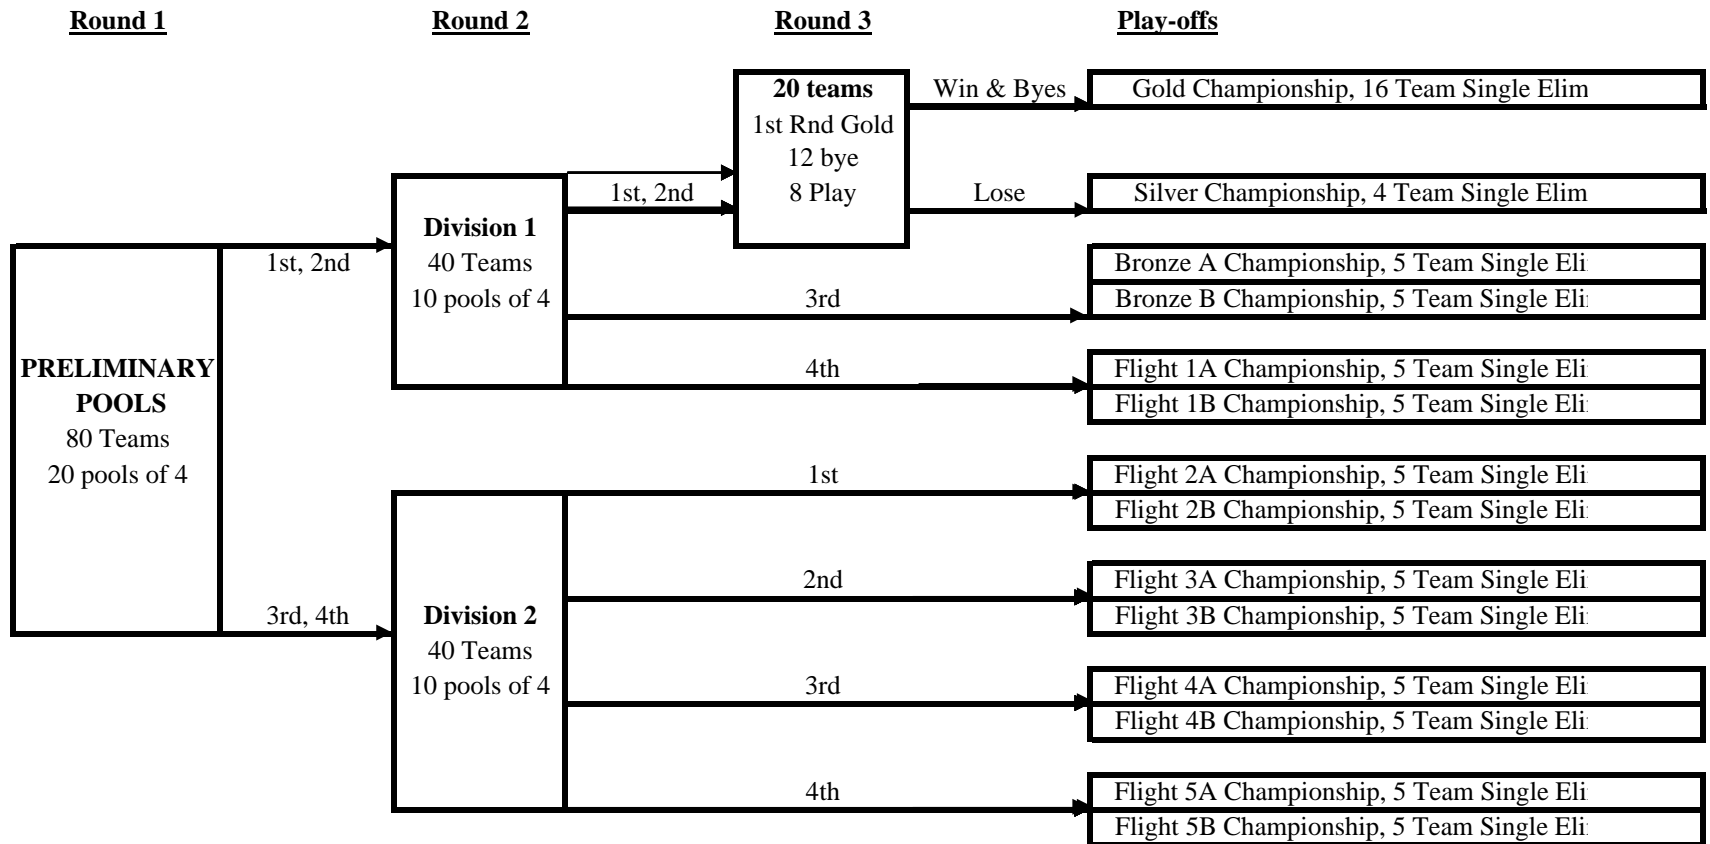 Round 1
Round 2
Round 3
Play-offs
20 teams
1st Rnd Gold
12 bye
8 Play
Win & Byes
Gold Championship, 16 Team Single Elim
Lose
Silver Championship, 4 Team Single Elim
1st, 2nd
Division 1
40 Teams
10 pools of 4
1st, 2nd
Bronze A Championship, 5 Team Single Eli
3rd
Bronze B Championship, 5 Team Single Eli
PRELIMINARY
POOLS
80 Teams
20 pools of 4
4th
Flight 1A Championship, 5 Team Single Eli
Flight 1B Championship, 5 Team Single Eli
1st
Flight 2A Championship, 5 Team Single Eli
Flight 2B Championship, 5 Team Single Eli
2nd
Flight 3A Championship, 5 Team Single Eli
3rd, 4th
Division 2
40 Teams
10 pools of 4
Flight 3B Championship, 5 Team Single Eli
3rd
Flight 4A Championship, 5 Team Single Eli
Flight 4B Championship, 5 Team Single Eli
4th
Flight 5A Championship, 5 Team Single Eli
Flight 5B Championship, 5 Team Single Eli